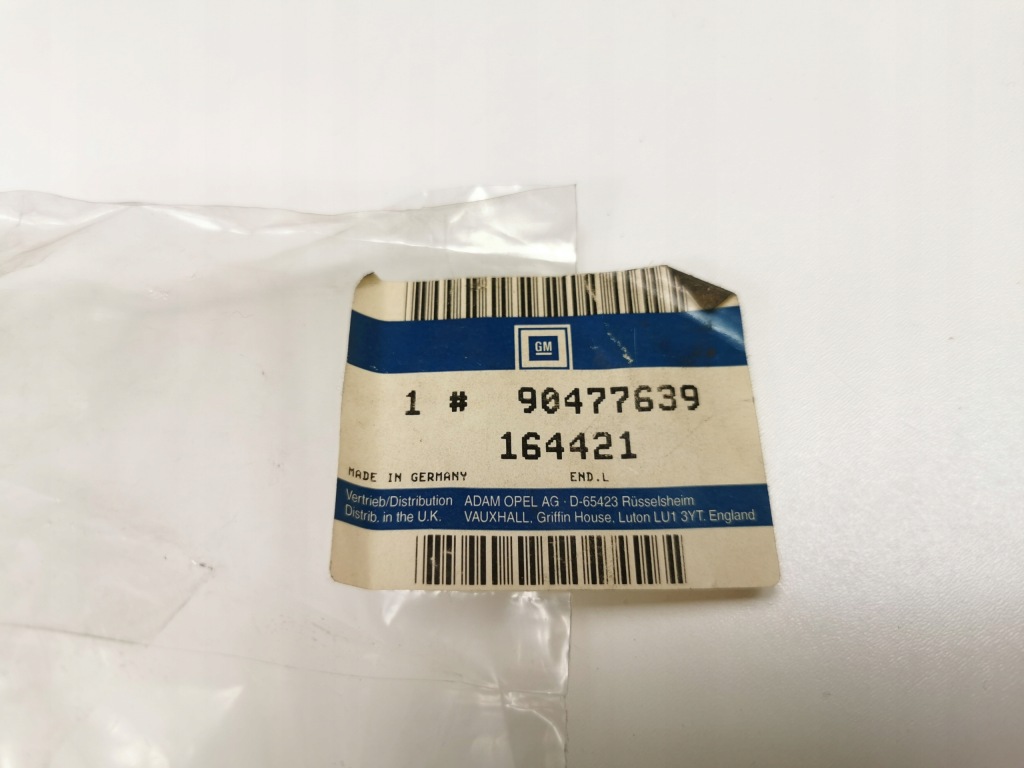 GM
1 # 90477639
164421
MADE IN GERMANY END.L
Vertrieb/Distribution ADAM OPEL AG · D-65423 Rüsselsheim
Distrib. in the U.K. VAUXHALL, Griffin House, Luton LU1 3YT. England